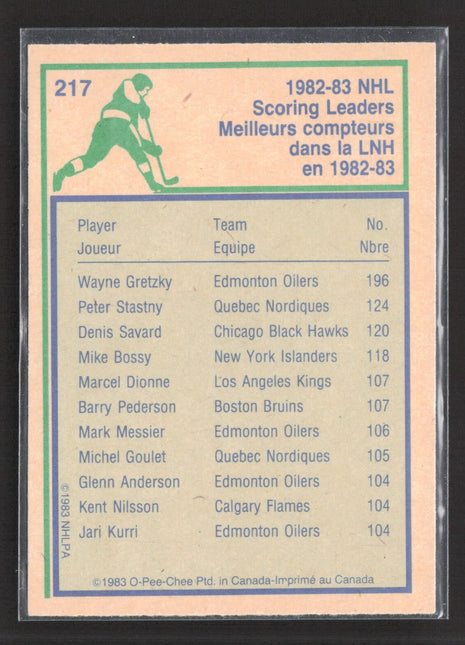 217
1982-83 NHL
Scoring Leaders
Meilleurs compteurs
dans la LNH
en 1982-83
Player Team No.
Joueur Equipe Nbre
Wayne Gretzky Edmonton Oilers 196
Peter Stastny Quebec Nordiques 124
Denis Savard Chicago Black Hawks 120
Mike Bossy New York Islanders 118
Marcel Dionne Los Angeles Kings 107
Barry Pederson Boston Bruins 107
Mark Messier Edmonton Oilers 106
Michel Goulet Quebec Nordiques 105
Glenn Anderson Edmonton Oilers 104
Kent Nilsson Calgary Flames 104
Jari Kurri Edmonton Oilers 104
©1983 NHLPA
©1983 O-Pee-Chee Ptd. in Canada-Imprimé au Canada